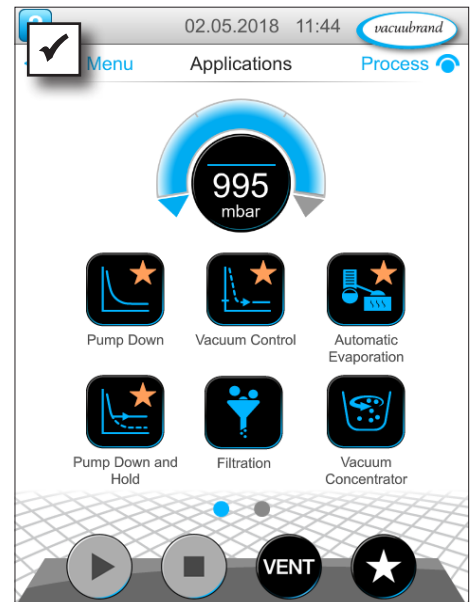 02.05.2018 11:44 vacuubrand
Menu Applications Process
995
mbar
Pump Down Vacuum Control Automatic
Evaporation
Pump Down and
Hold
Filtration
Vacuum
Concentrator
VENT